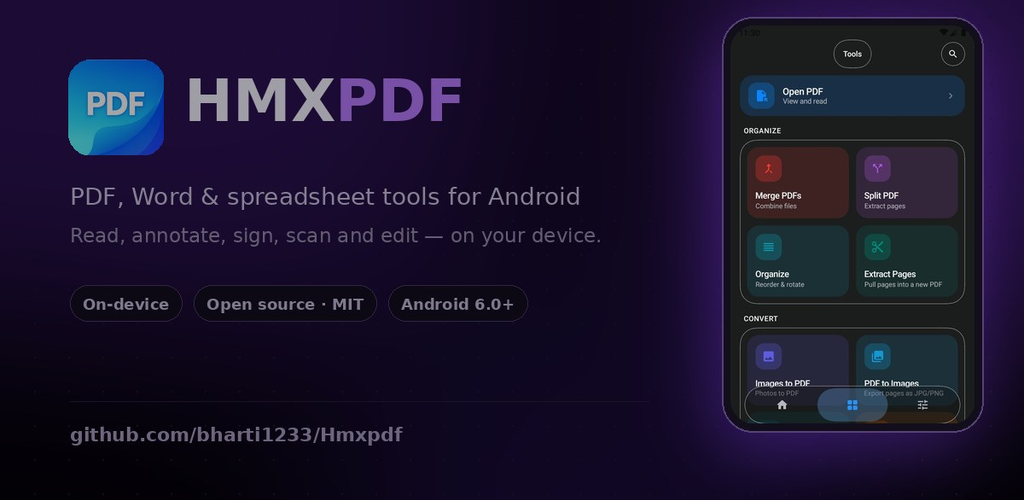 PDF
HMXPDF
PDF, Word & spreadsheet tools for Android
Read, annotate, sign, scan and edit — on your device.
On-device
Open source · MIT
Android 6.0+
github.com/bharti1233/Hmxpdf
11:30
Tools
Open PDF
View and read
ORGANIZE
Merge PDFs
Combine files
Split PDF
Extract pages
Organize
Reorder & rotate
Extract Pages
Pull pages into a new PDF
CONVERT
Images to PDF
Photos to PDF
PDF to Images
Export pages as JPG/PNG